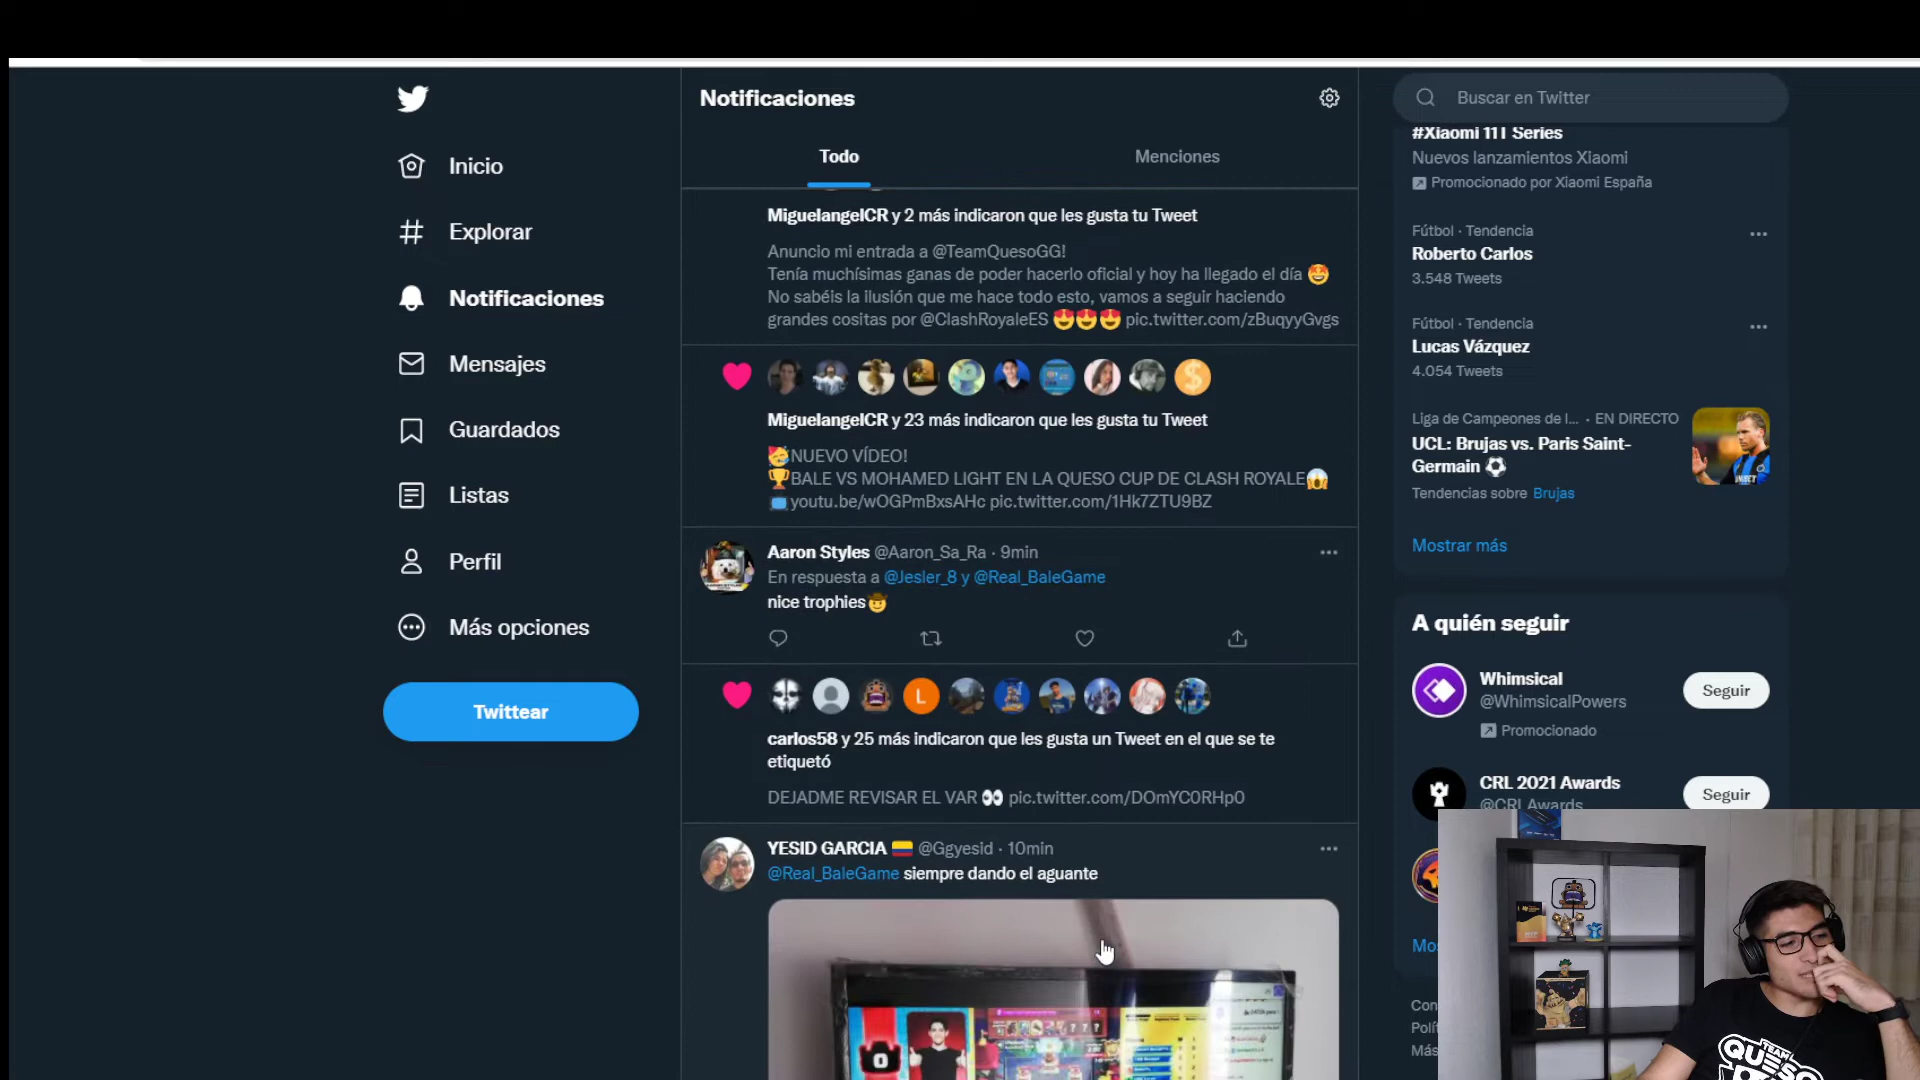 Notificaciones
Todo
Menciones
Inicio
Explorar
Notificaciones
Mensajes
Guardados
Listas
Perfil
Más opciones
Twittear
MiguelangelCR y 2 más indicaron que les gusta tu Tweet
Anuncio mi entrada a @TeamQuesoGG!
Tenía muchísimas ganas de poder hacerlo oficial y hoy ha llegado el día 🤩
No sabéis la ilusión que me hace todo esto, vamos a seguir haciendo
grandes cositas por @ClashRoyaleES 😍😍😍 pic.twitter.com/zBuqyyGvgs
MiguelangelCR y 23 más indicaron que les gusta tu Tweet
🥳NUEVO VÍDEO!
🏆BALE VS MOHAMED LIGHT EN LA QUESO CUP DE CLASH ROYALE😱
📺youtu.be/wOGPmBxsAHc pic.twitter.com/1Hk7ZTU9BZ
Aaron Styles @Aaron_Sa_Ra · 9min
En respuesta a @Jesler_8 y @Real_BaleGame
nice trophies🤠
L
carlos58 y 25 más indicaron que les gusta un Tweet en el que se te
etiquetó
DEJADME REVISAR EL VAR 👀 pic.twitter.com/DOmYC0RHp0
YESID GARCIA 🇨🇴 @Ggyesid · 10min
@Real_BaleGame siempre dando el aguante
Buscar en Twitter
#Xiaomi 11T Series
Nuevos lanzamientos Xiaomi
Promocionado por Xiaomi España
Fútbol · Tendencia
Roberto Carlos
3.548 Tweets
Fútbol · Tendencia
Lucas Vázquez
4.054 Tweets
Liga de Campeones de l... · EN DIRECTO
UCL: Brujas vs. Paris Saint-
Germain ⚽
Tendencias sobre Brujas
Mostrar más
A quién seguir
Whimsical
@WhimsicalPowers
Seguir
Promocionado
CRL 2021 Awards
@CRLAwards
Seguir
Mos
Con
Polít
Más
TEAM
QUESO